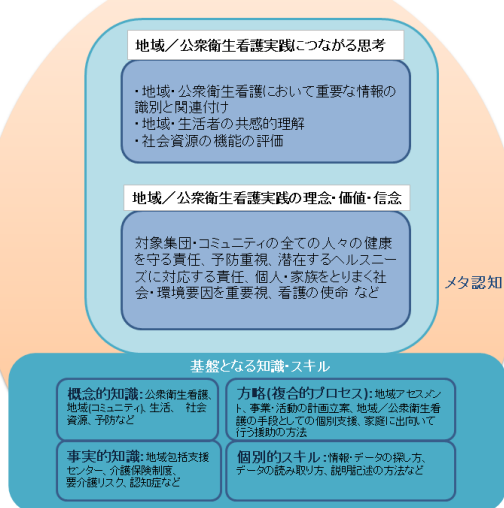 地域／公衆衛生看護実践につながる思考
・地域・公衆衛生看護において重要な情報の
識別と関連付け
・地域・生活者の共感的理解
・社会資源の機能の評価
地域／公衆衛生看護実践の理念・価値・信念
対象集団・コミュニティの全ての人々の健康
を守る責任、予防重視、潜在するヘルスニー
ズに対応する責任、個人・家族をとりまく社
会・環境要因を重要視、看護の使命 など
メタ認知
基盤となる知識・スキル
概念的知識：公衆衛生看護、
地域(コミュニティ)、生活、 社会
資源、予防など
方略(複合的プロセス)：地域アセスメン
ト、事業・活動の計画立案、地域／公衆衛生看
護の手段としての個別支援、家庭に出向いて
行う援助の方法
事実的知識：地域包括支援
センター、介護保険制度、
要介護リスク、認知症など
個別的スキル：情報・データの探し方、
データの読み取り方、説明記述の方法など